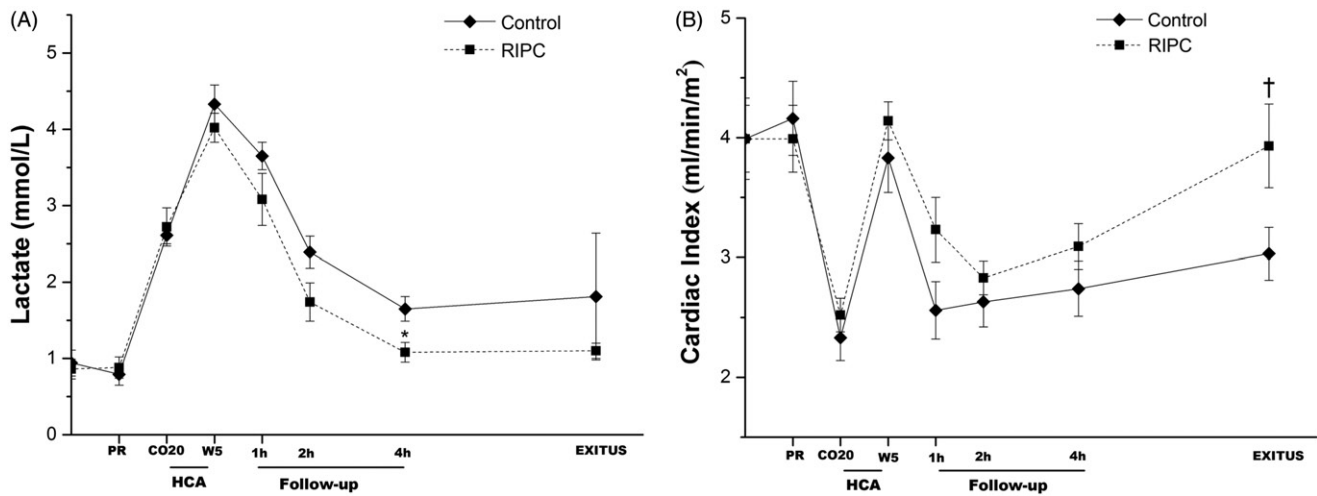 (A)
Control
RIPC
Lactate (mmol/L)
5
4
3
2
1
0
PR CO20 W5 1h 2h 4h EXITUS
HCA Follow-up
*
(B)
Control
RIPC
Cardiac Index (ml/min/m²)
5
4
3
2
PR CO20 W5 1h 2h 4h EXITUS
HCA Follow-up
†